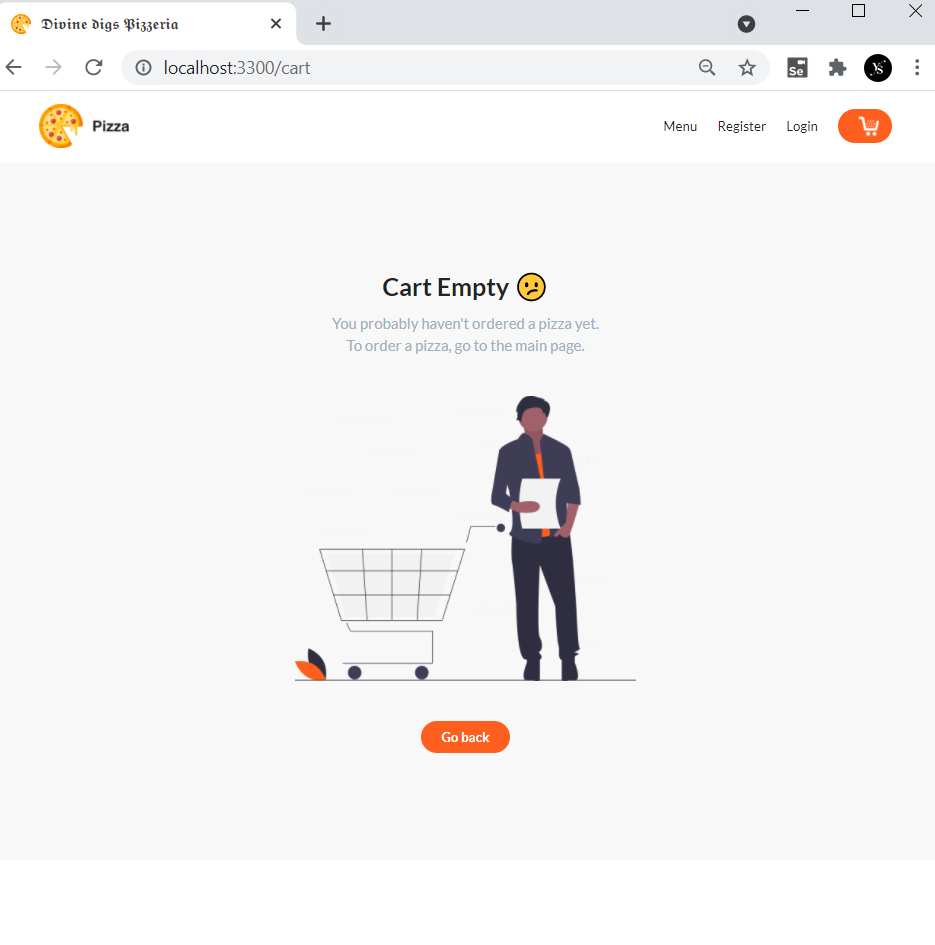 𝕯𝖎𝖛𝖎𝖓𝖊 𝖉𝖎𝖌𝖘 𝕻𝖎𝖟𝖟𝖊𝖗𝖎𝖆
localhost:3300/cart
Se
YS
Pizza
Menu Register Login
Cart Empty 😕
You probably haven't ordered a pizza yet.
To order a pizza, go to the main page.
Go back